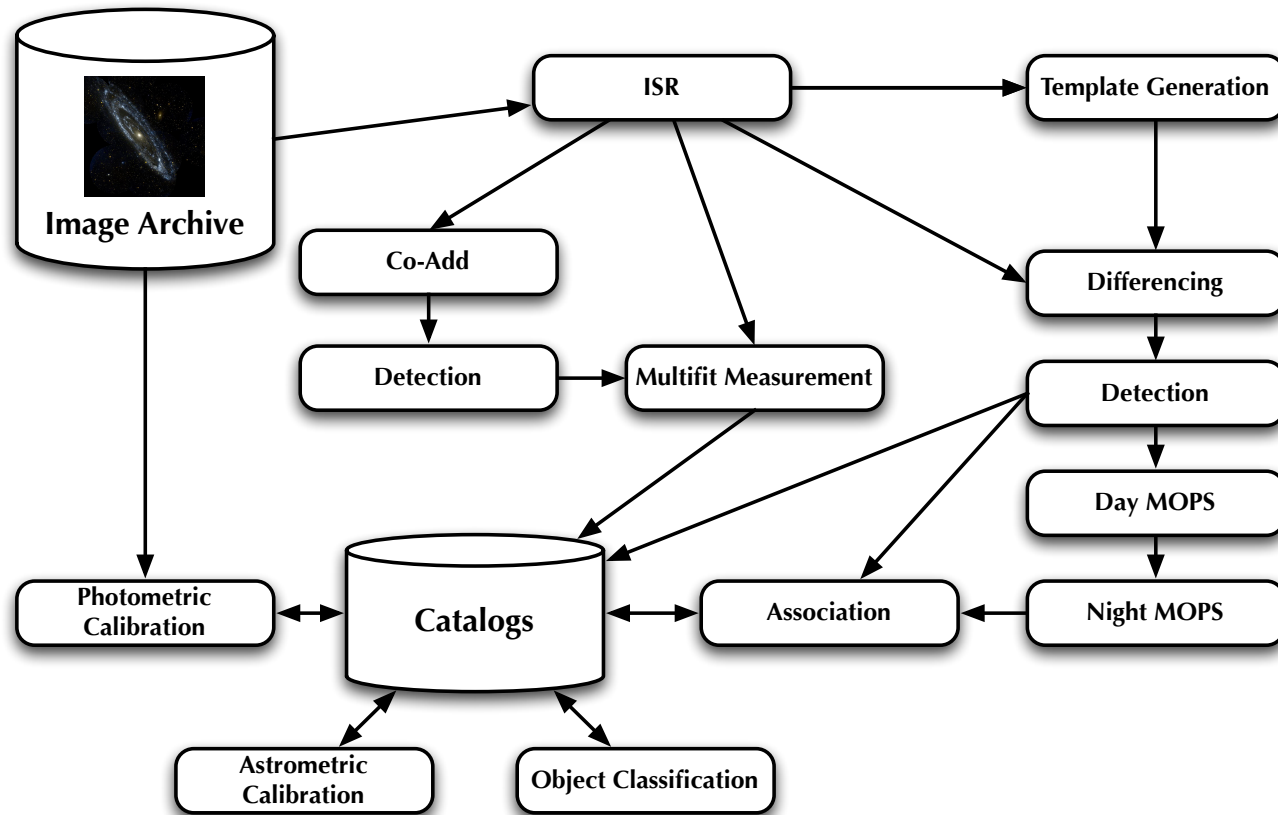 ISR
Template Generation
Image Archive
Co-Add
Differencing
Detection
Multifit Measurement
Detection
Day MOPS
Photometric
Calibration
Catalogs
Association
Night MOPS
Astrometric
Calibration
Object Classification